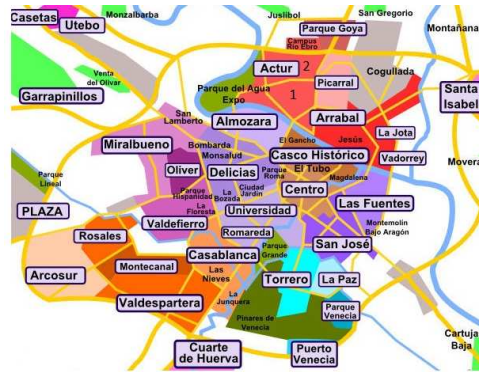 Casetas
Utebo
Monzalbarba
Juslibol
San Gregorio
Parque Goya
Montañana
Campus
Río Ebro
Actur
2
Cogullada
Venta
del Olivar
Garrapinillos
Picarral
Parque del Agua
Expo
1
Santa
Isabel
San
Lamberto
Almozara
Arrabal
Miralbueno
Bombarda
Monsalud
El Gancho
Jesús
La Jota
Casco Histórico
Vadorrey
Movera
Oliver
Delicias
Parque
Roma
El Tubo
Magdalena
Parque
Lineal
Parque
Hispanidad
La
Bozada
Ciudad
Jardín
Centro
Las Fuentes
PLAZA
La
Floresta
Universidad
Valdefierro
Montemolín
Bajo Aragón
Rosales
Romareda
San José
Casablanca
Parque
Grande
Montecanal
Arcosur
Las
Nieves
Torrero
La Paz
Valdespartera
La
Junquera
Parque
Venecia
Pinares de
Venecia
Cartuja
Baja
Cuarte
de Huerva
Puerto
Venecia